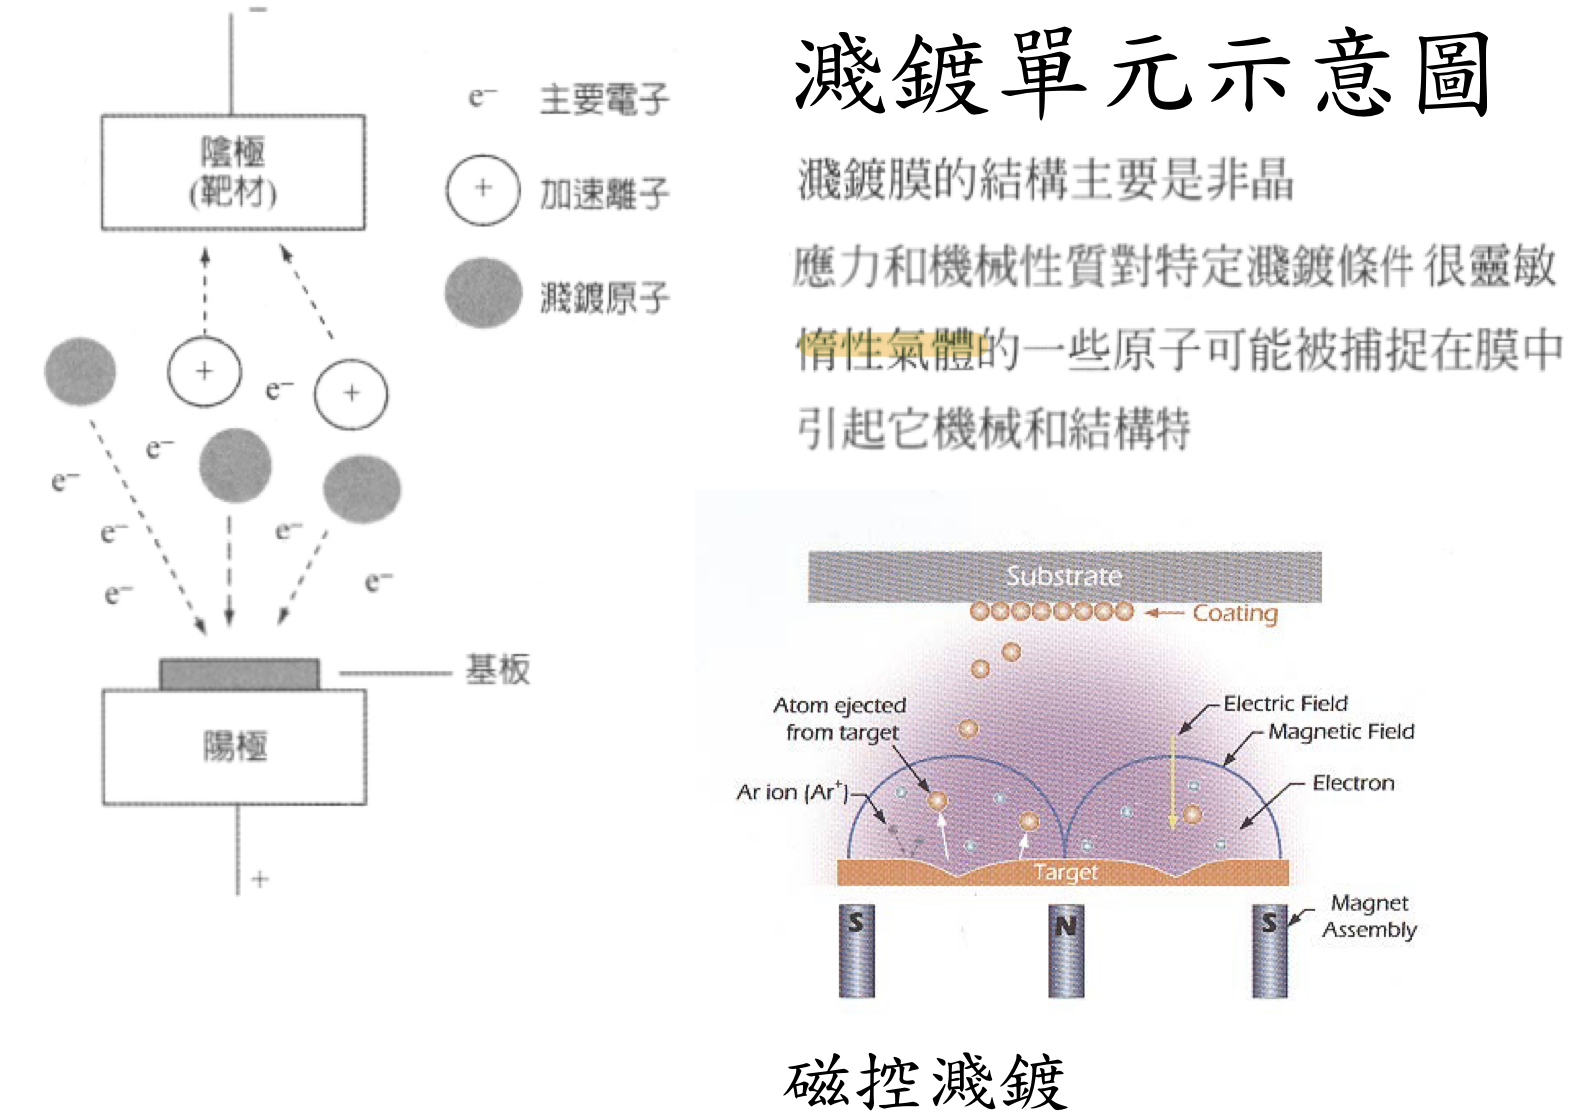 濺鍍單元示意圖
濺鍍膜的結構主要是非晶
應力和機械性質對特定濺鍍條件 很靈敏
惰性氣體的一些原子可能被捕捉在膜中
引起它機械和結構特
−
陰極
(靶材)
e− 主要電子
+ 加速離子
濺鍍原子
+
e−
+
e−
e−
e−
e−
e−
e−
基板
陽極
+
Substrate
Coating
Atom ejected
from target
Electric Field
Magnetic Field
Ar ion (Ar+)
Electron
Target
S
N
S
Magnet
Assembly
磁控濺鍍